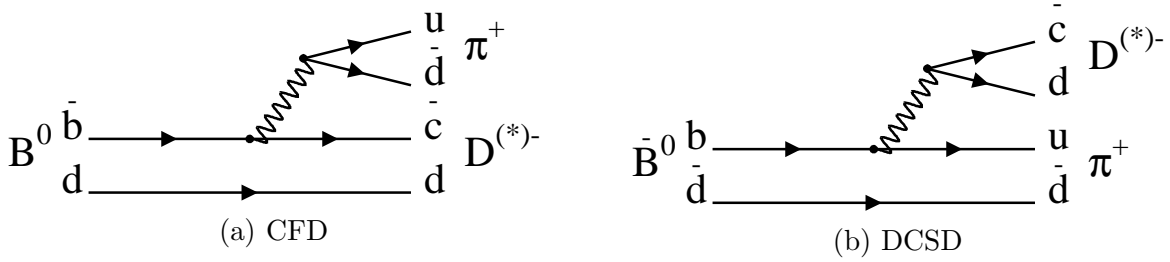 u
d̄
π⁺
B⁰
b̄
d
c̄
d
D⁽*⁾⁻
(a) CFD
c̄
d
D⁽*⁾⁻
B̄⁰
b
d̄
u
d̄
π⁺
(b) DCSD